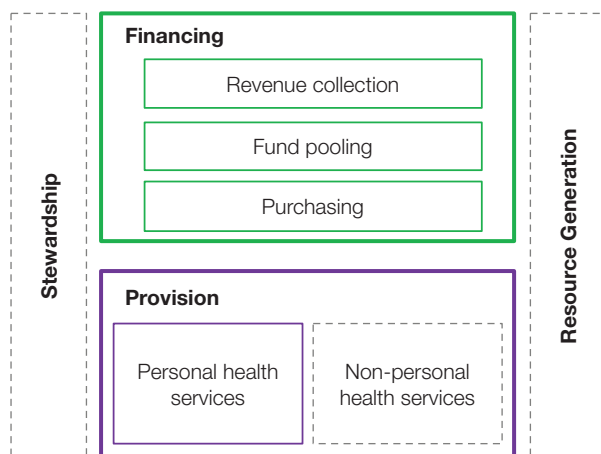 Stewardship
Financing
Revenue collection
Fund pooling
Purchasing
Provision
Personal health
services
Non-personal
health services
Resource Generation